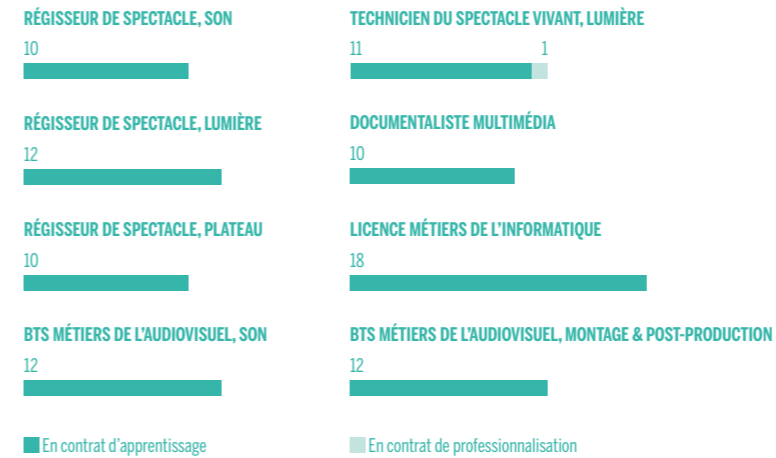 RÉGISSEUR DE SPECTACLE, SON
10
RÉGISSEUR DE SPECTACLE, LUMIÈRE
12
RÉGISSEUR DE SPECTACLE, PLATEAU
10
BTS MÉTIERS DE L'AUDIOVISUEL, SON
12
TECHNICIEN DU SPECTACLE VIVANT, LUMIÈRE
11 1
DOCUMENTALISTE MULTIMÉDIA
10
LICENCE MÉTIERS DE L'INFORMATIQUE
18
BTS MÉTIERS DE L'AUDIOVISUEL, MONTAGE & POST-PRODUCTION
12
En contrat d'apprentissage
En contrat de professionnalisation